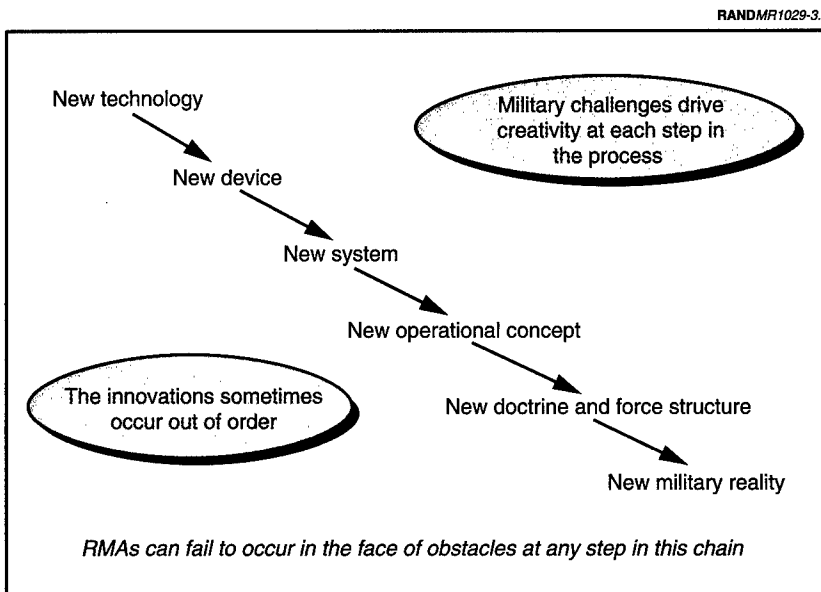 RANDMR1029-3.
New technology
Military challenges drive
creativity at each step in
the process
New device
New system
New operational concept
The innovations sometimes
occur out of order
New doctrine and force structure
New military reality
RMAs can fail to occur in the face of obstacles at any step in this chain